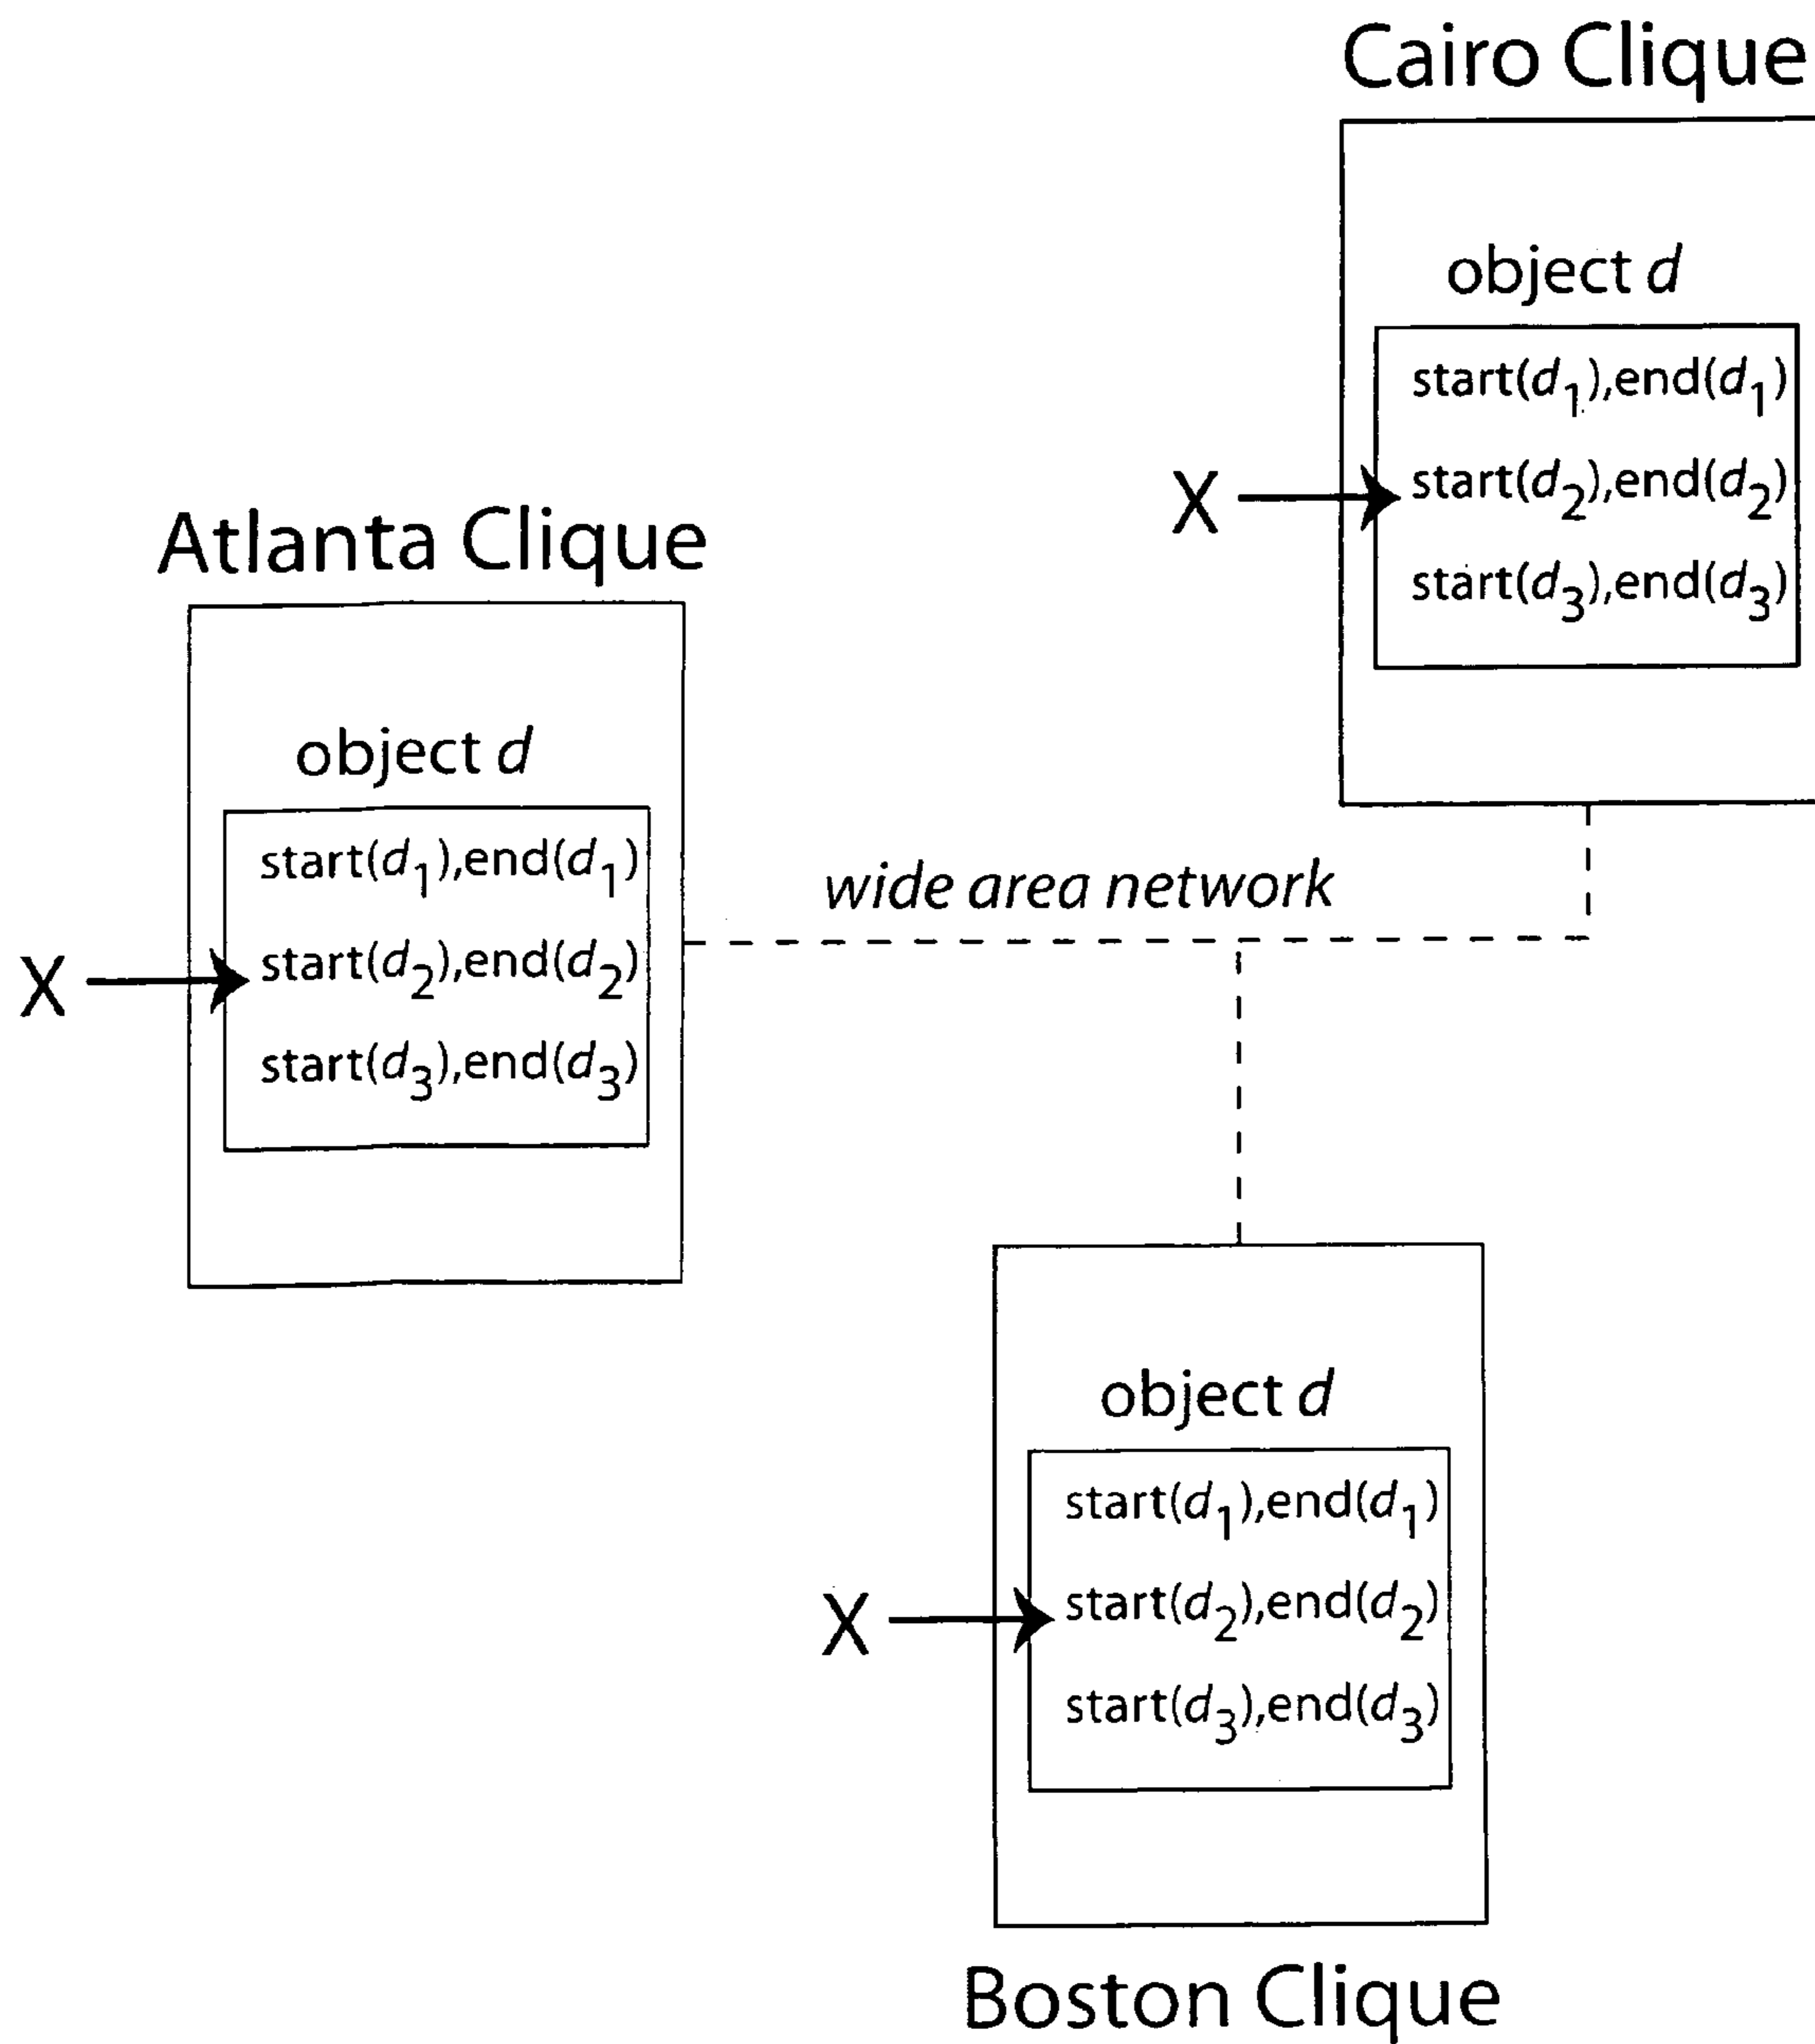 Cairo Clique
object d
start(d1),end(d1)
X
start(d2),end(d2)
start(d3),end(d3)
Atlanta Clique
object d
start(d1),end(d1)
X
start(d2),end(d2)
start(d3),end(d3)
wide area network
object d
start(d1),end(d1)
X
start(d2),end(d2)
start(d3),end(d3)
Boston Clique